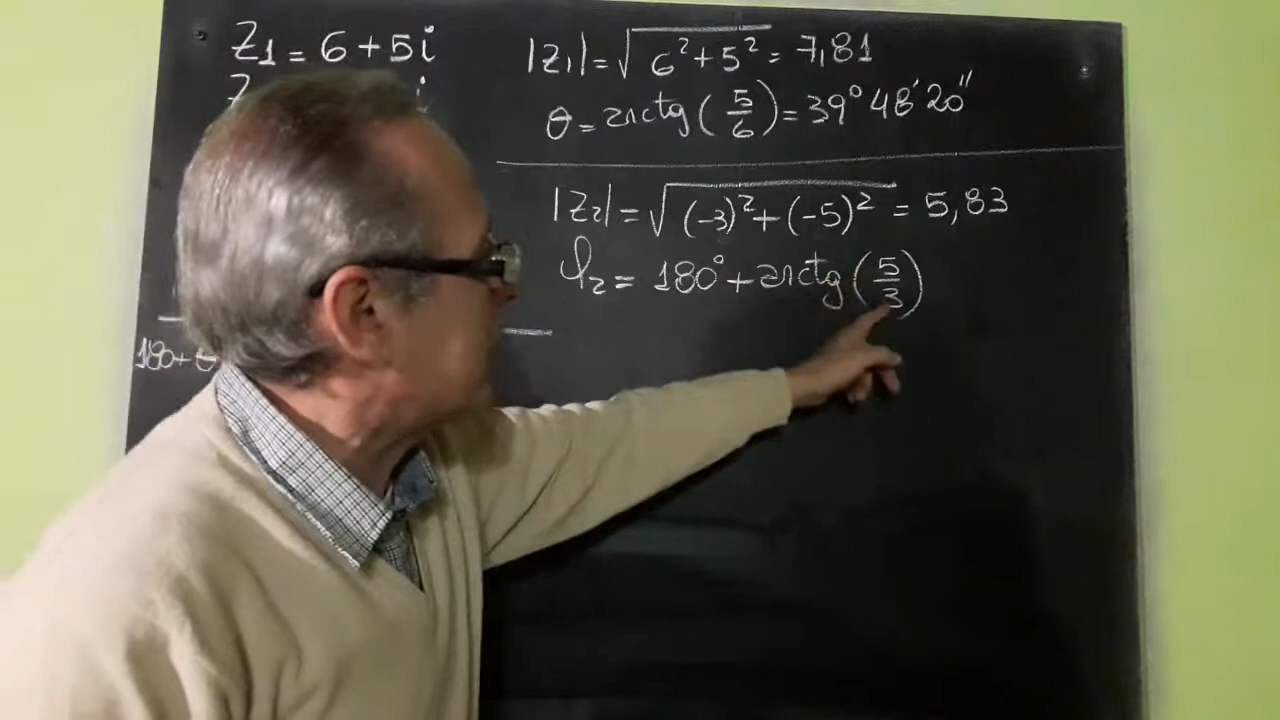 Z1 = 6 + 5i
Z i
|Z1| = √6² + 5² = 7,81
θ = arctg(5/6) = 39° 48' 20"
|Z2| = √(-3)² + (-5)² = 5,83
φ2 = 180° + arctg(5/3)
180 + θ